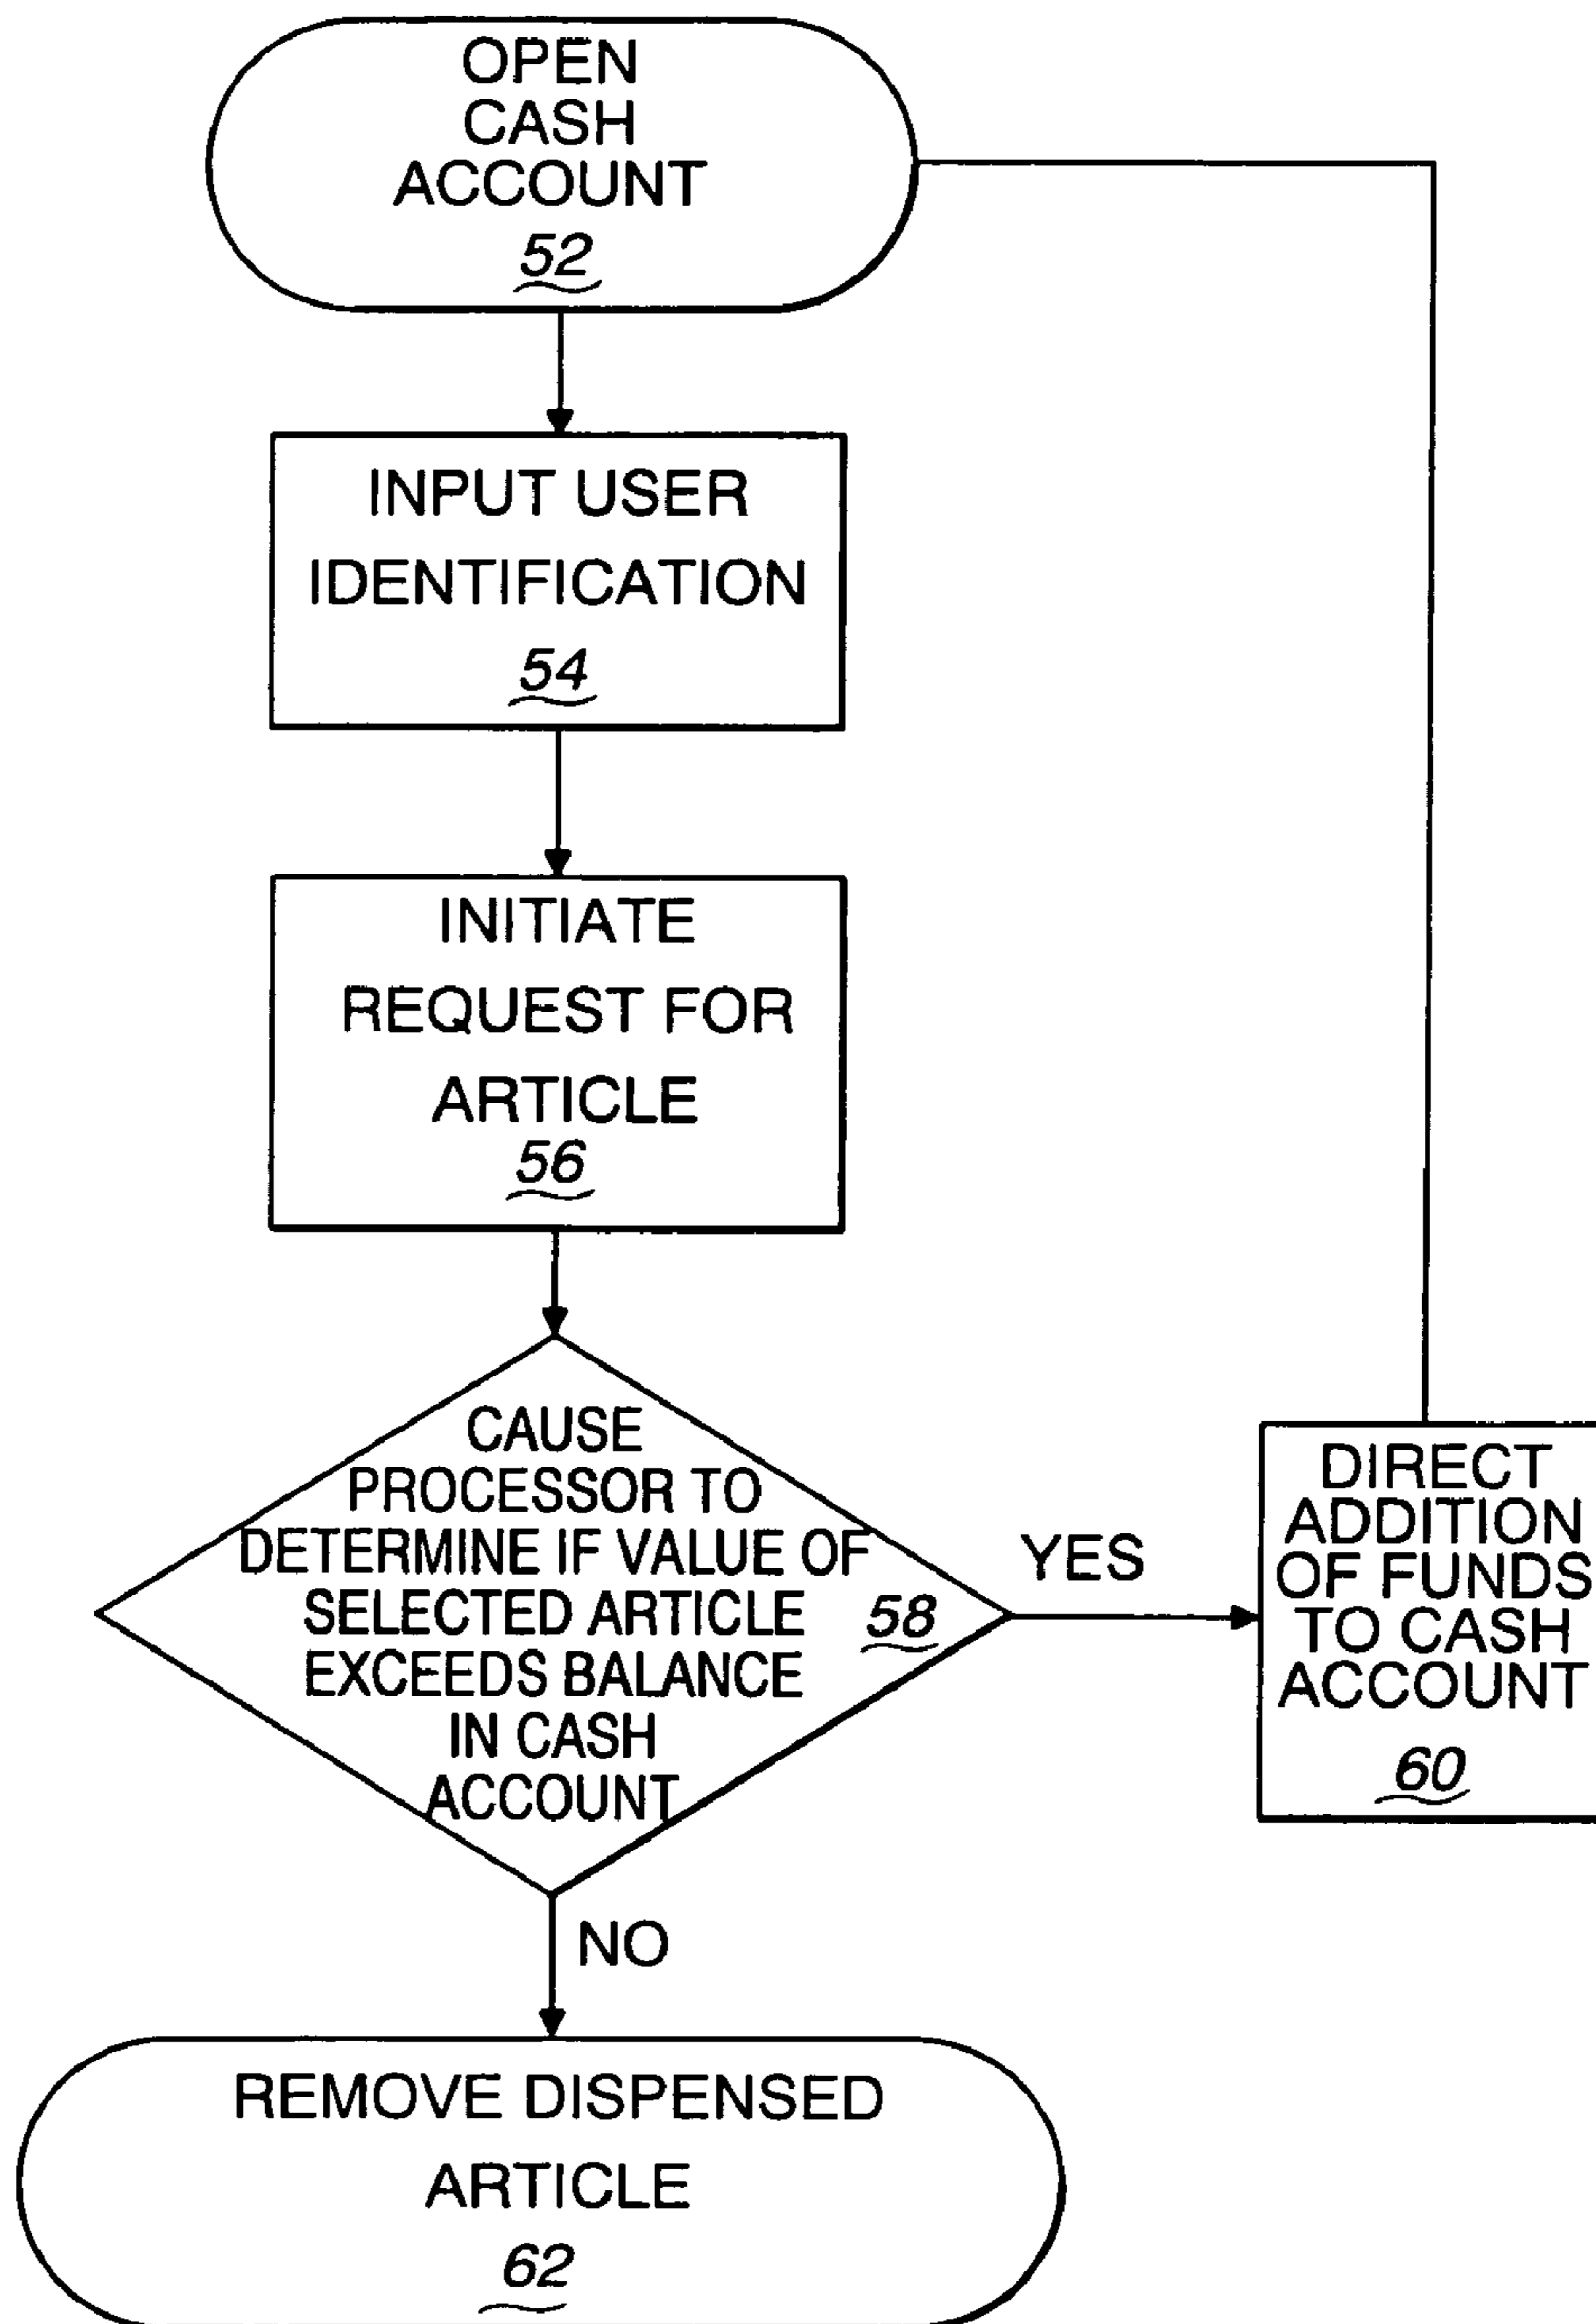 OPEN
CASH
ACCOUNT
52
INPUT USER
IDENTIFICATION
54
INITIATE
REQUEST FOR
ARTICLE
56
CAUSE
PROCESSOR TO
DETERMINE IF VALUE OF
SELECTED ARTICLE
EXCEEDS BALANCE
IN CASH
ACCOUNT
58
YES
DIRECT
ADDITION
OF FUNDS
TO CASH
ACCOUNT
60
NO
REMOVE DISPENSED
ARTICLE
62